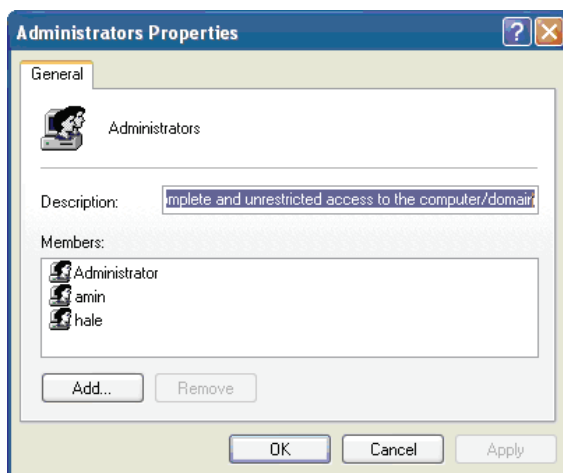 Administrators Properties
General
Administrators
Description: mplete and unrestricted access to the computer/domain
Members:
Administrator
amin
hale
Add... Remove
OK Cancel Apply